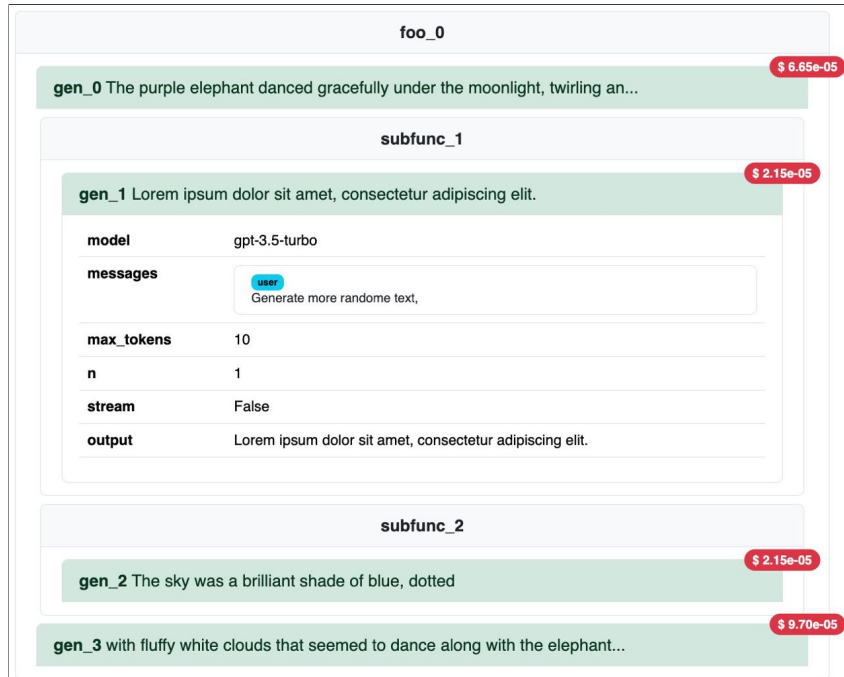 foo_0
$ 6.65e-05
gen_0 The purple elephant danced gracefully under the moonlight, twirling an...
subfunc_1
$ 2.15e-05
gen_1 Lorem ipsum dolor sit amet, consectetur adipiscing elit.
model gpt-3.5-turbo
messages user
Generate more randome text,
max_tokens 10
n 1
stream False
output Lorem ipsum dolor sit amet, consectetur adipiscing elit.
subfunc_2
$ 2.15e-05
gen_2 The sky was a brilliant shade of blue, dotted
$ 9.70e-05
gen_3 with fluffy white clouds that seemed to dance along with the elephant...